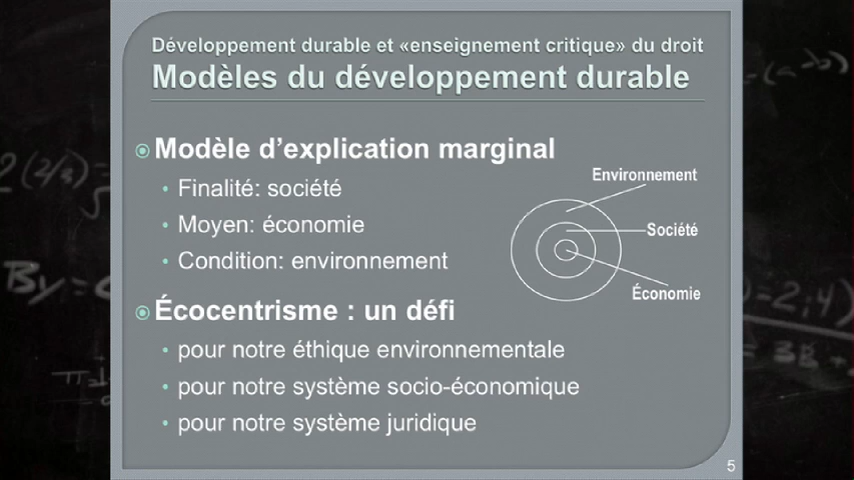 Développement durable et «enseignement critique» du droit
Modèles du développement durable
Modèle d'explication marginal
• Finalité: société
• Moyen: économie
• Condition: environnement
Environnement
Société
Économie
Écocentrisme : un défi
• pour notre éthique environnementale
• pour notre système socio-économique
• pour notre système juridique
5